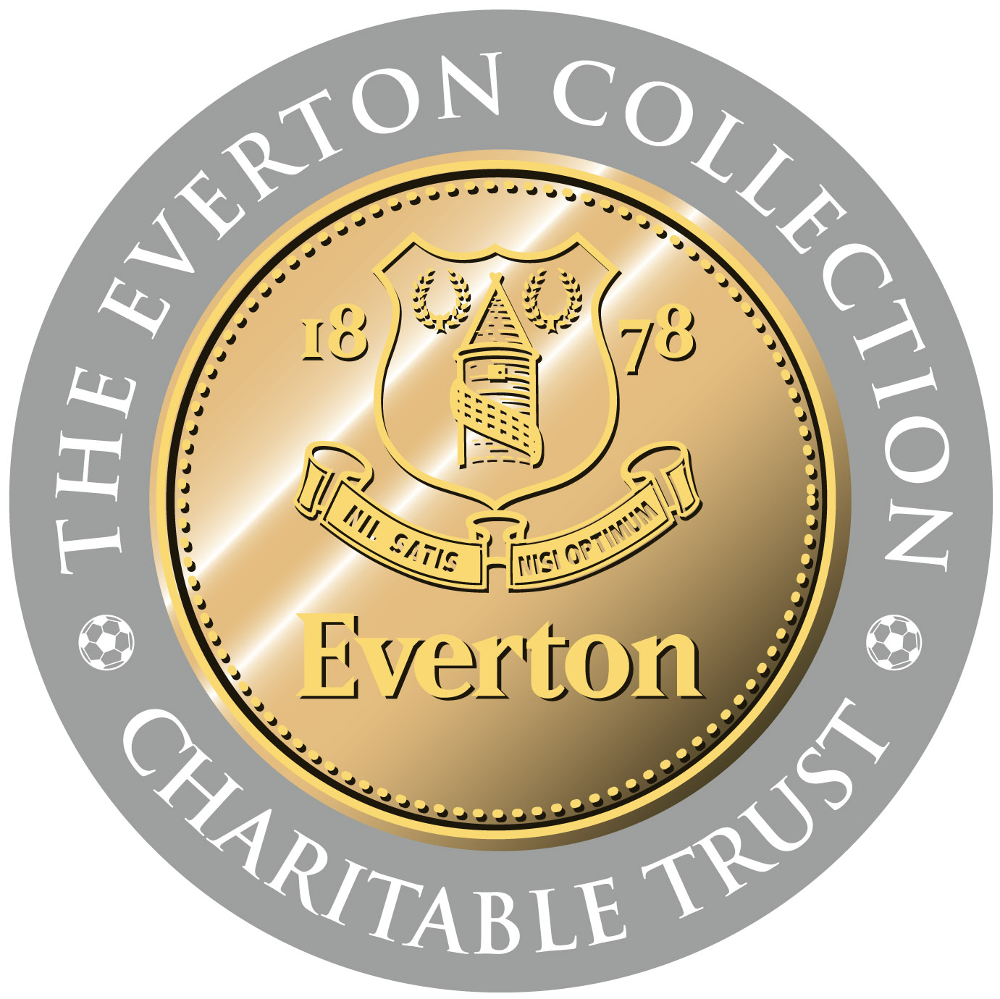 THE EVERTON COLLECTION
18 78
NIL SATIS NISI OPTIMUM
Everton
CHARITABLE TRUST